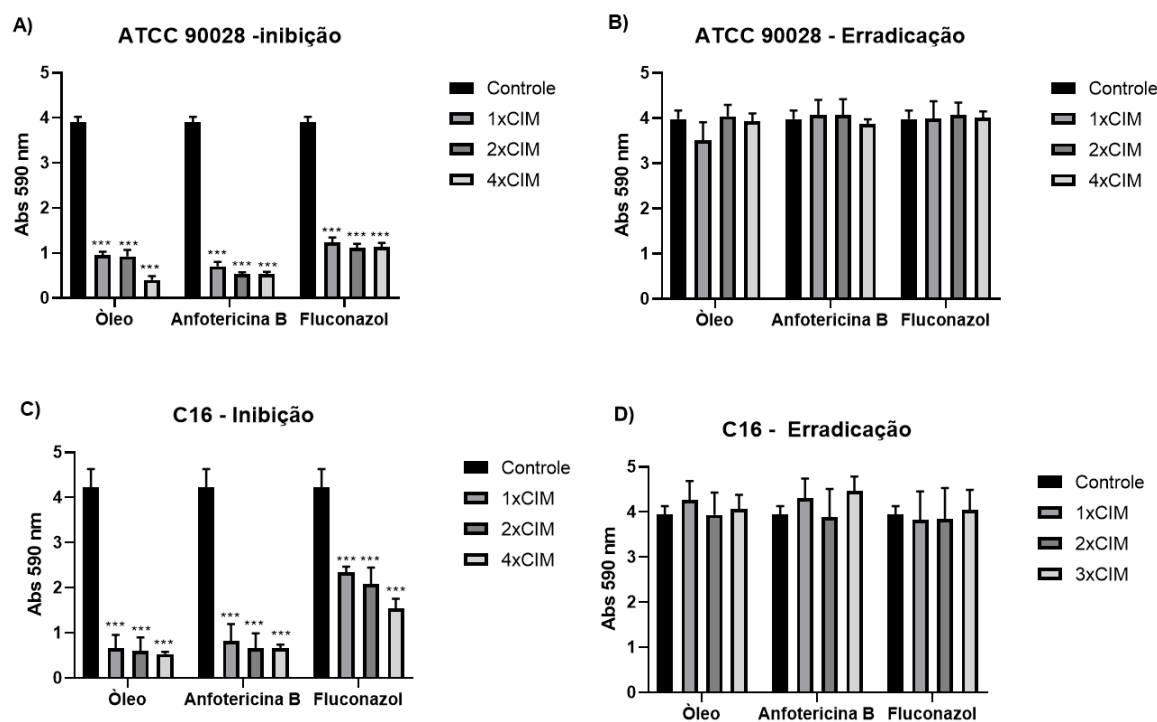 A)
ATCC 90028 -inibição
Abs 590 nm
5
4
3
2
1
0
*** *** ***
*** *** ***
*** *** ***
Òleo Anfotericina B Fluconazol
Controle
1xCIM
2xCIM
4xCIM
B)
ATCC 90028 - Erradicação
Abs 590 nm
5
4
3
2
1
0
Òleo Anfotericina B Fluconazol
Controle
1xCIM
2xCIM
4xCIM
C)
C16 - Inibição
Abs 590 nm
5
4
3
2
1
0
*** *** ***
*** *** ***
*** *** ***
Òleo Anfotericina B Fluconazol
Controle
1xCIM
2xCIM
4xCIM
D)
C16 - Erradicação
Abs 590 nm
5
4
3
2
1
0
Òleo Anfotericina B Fluconazol
Controle
1xCIM
2xCIM
3xCIM